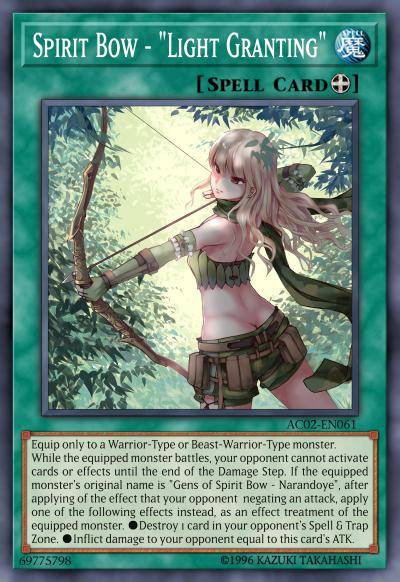 Spirit Bow - "Light Granting"
魔
[Spell Card]
AC02-EN061
Equip only to a Warrior-Type or Beast-Warrior-Type monster.
While the equipped monster battles, your opponent cannot activate
cards or effects until the end of the Damage Step. If the equipped
monster's original name is "Gens of Spirit Bow - Narandoye", after
applying of the effect that your opponent negating an attack, apply
one of the following effects instead, as an effect treatment of the
equipped monster. ●Destroy 1 card in your opponent's Spell & Trap
Zone. ●Inflict damage to your opponent equal to this card's ATK.
69775798
©1996 KAZUKI TAKAHASHI